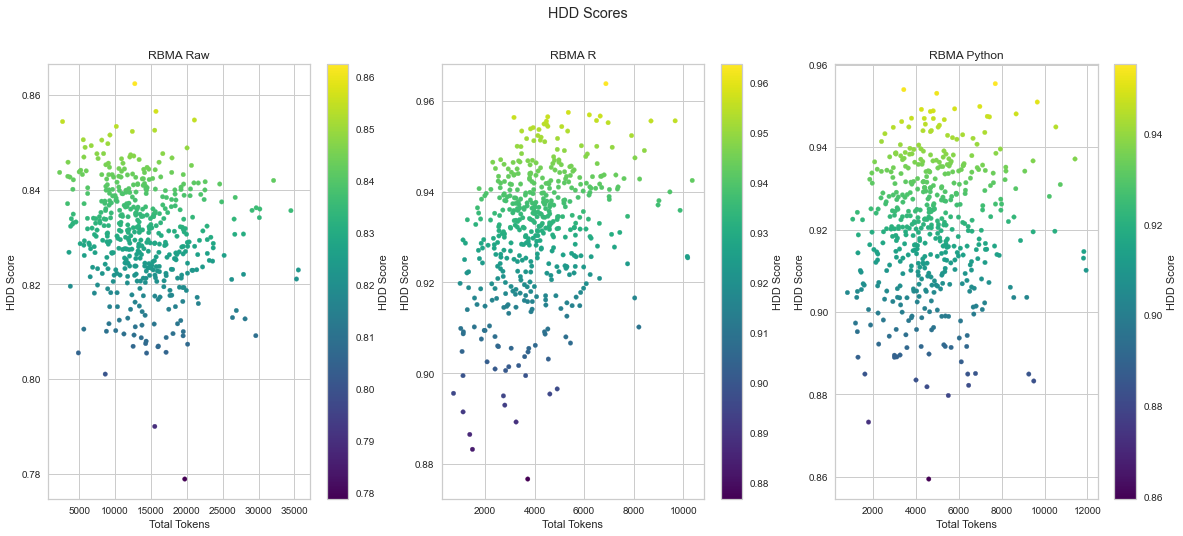 HDD Scores
RBMA Raw
0.86
0.84
0.82
0.80
0.78
HDD Score
5000 10000 15000 20000 25000 30000 35000
Total Tokens
0.86
0.85
0.84
0.83
0.82
0.81
0.80
0.79
0.78
HDD Score
RBMA R
0.96
0.94
0.92
0.90
0.88
HDD Score
2000 4000 6000 8000 10000
Total Tokens
0.96
0.95
0.94
0.93
0.92
0.91
0.90
0.89
0.88
HDD Score
RBMA Python
0.96
0.94
0.92
0.90
0.88
0.86
HDD Score
2000 4000 6000 8000 10000 12000
Total Tokens
0.94
0.92
0.90
0.88
0.86
HDD Score